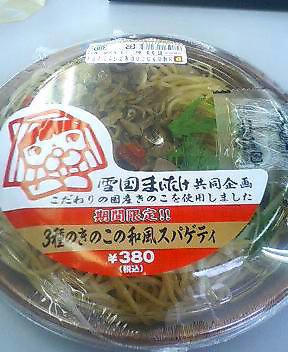 雪国まいたけ共同企画
こだわりの国産きのこを使用しました
期間限定!!
3種のきのこの和風スパゲティ
¥380
(税込)